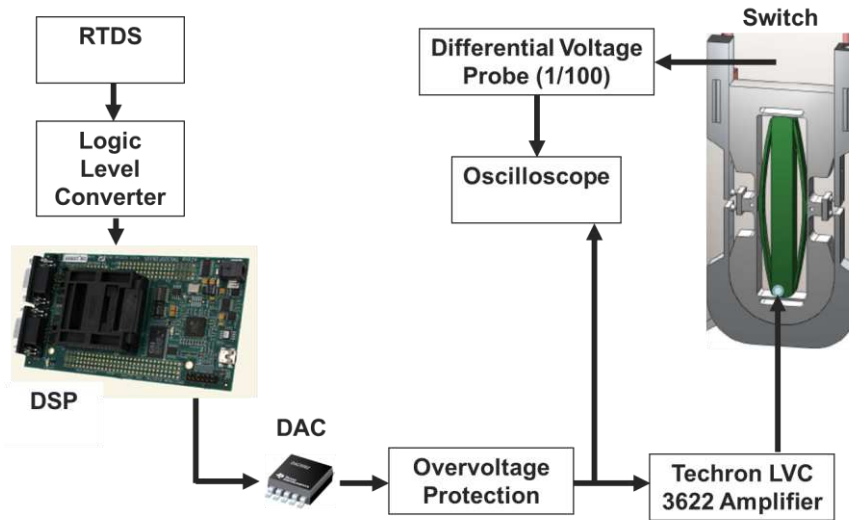 RTDS
Logic
Level
Converter
DSP
DAC
Overvoltage
Protection
Techron LVC
3622 Amplifier
Switch
Differential Voltage
Probe (1/100)
Oscilloscope